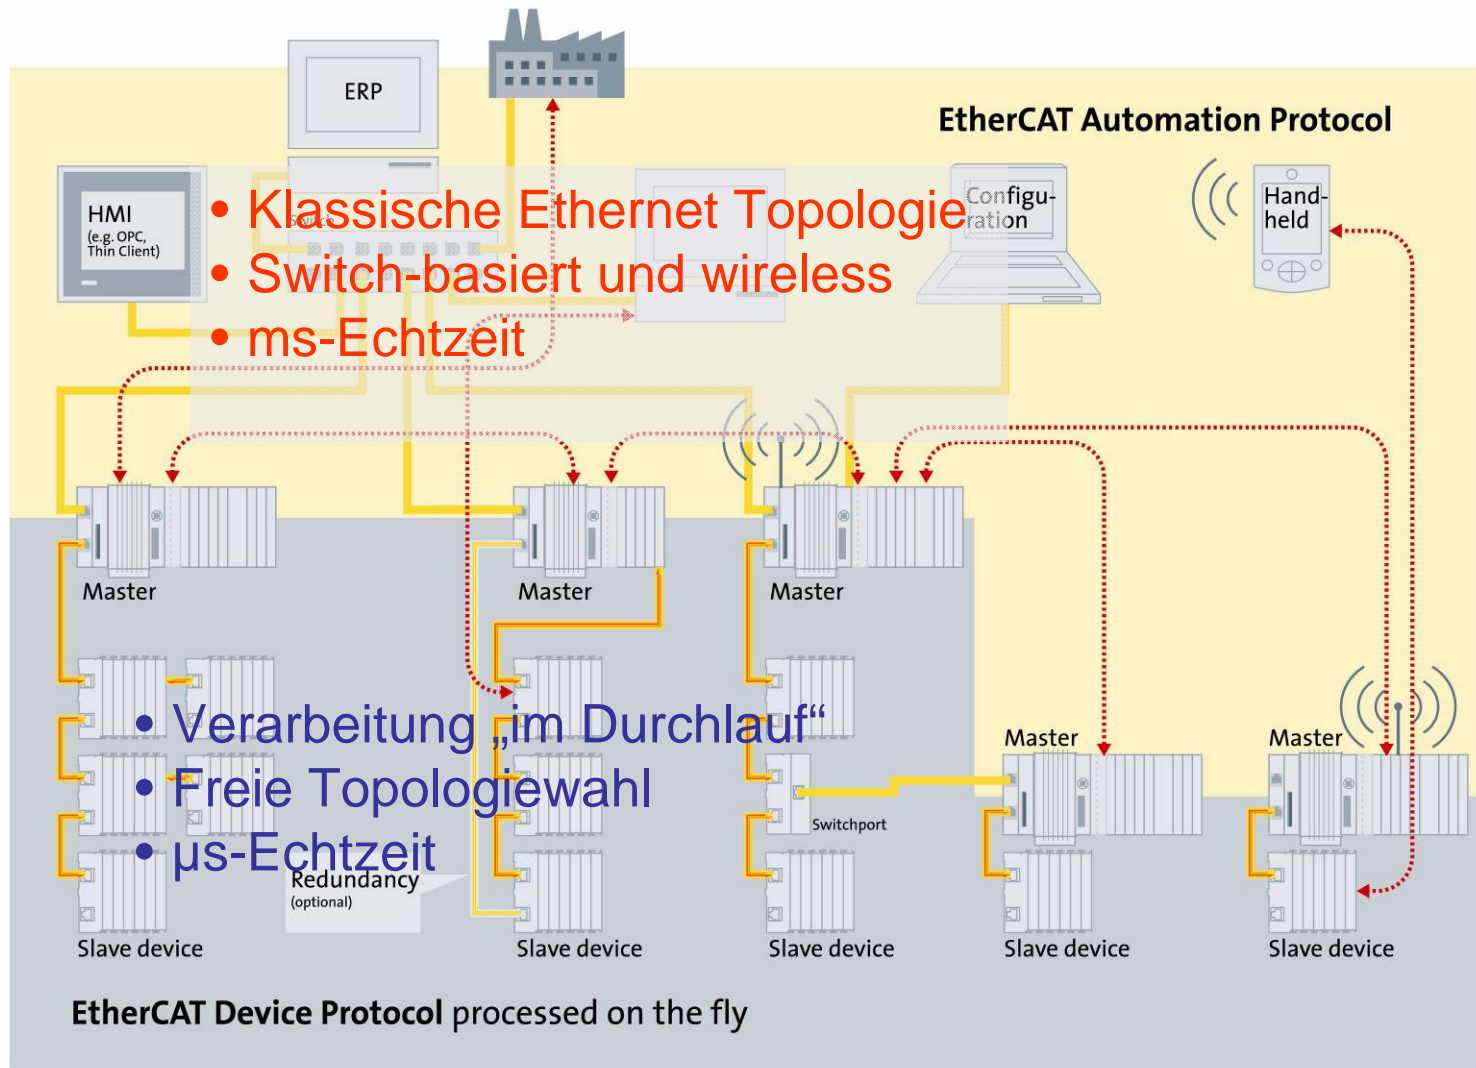 ERP
EtherCAT Automation Protocol
HMI
(e.g. OPC,
Thin Client)
Switch
Configu-
ration
Hand-
held
• Klassische Ethernet Topologie
• Switch-basiert und wireless
• ms-Echtzeit
Master
Master
Master
• Verarbeitung „im Durchlauf“
• Freie Topologiewahl
• µs-Echtzeit
Master
Master
Switchport
Redundancy
(optional)
Slave device
Slave device
Slave device
Slave device
Slave device
EtherCAT Device Protocol processed on the fly